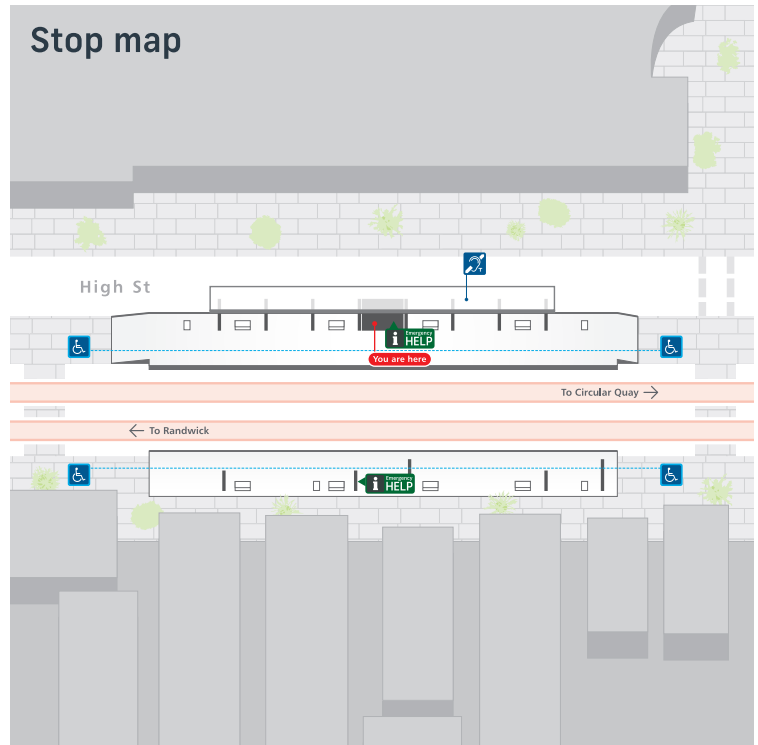 Stop map
High St
T
Emergency
i HELP
You are here
To Circular Quay →
← To Randwick
Emergency
i HELP